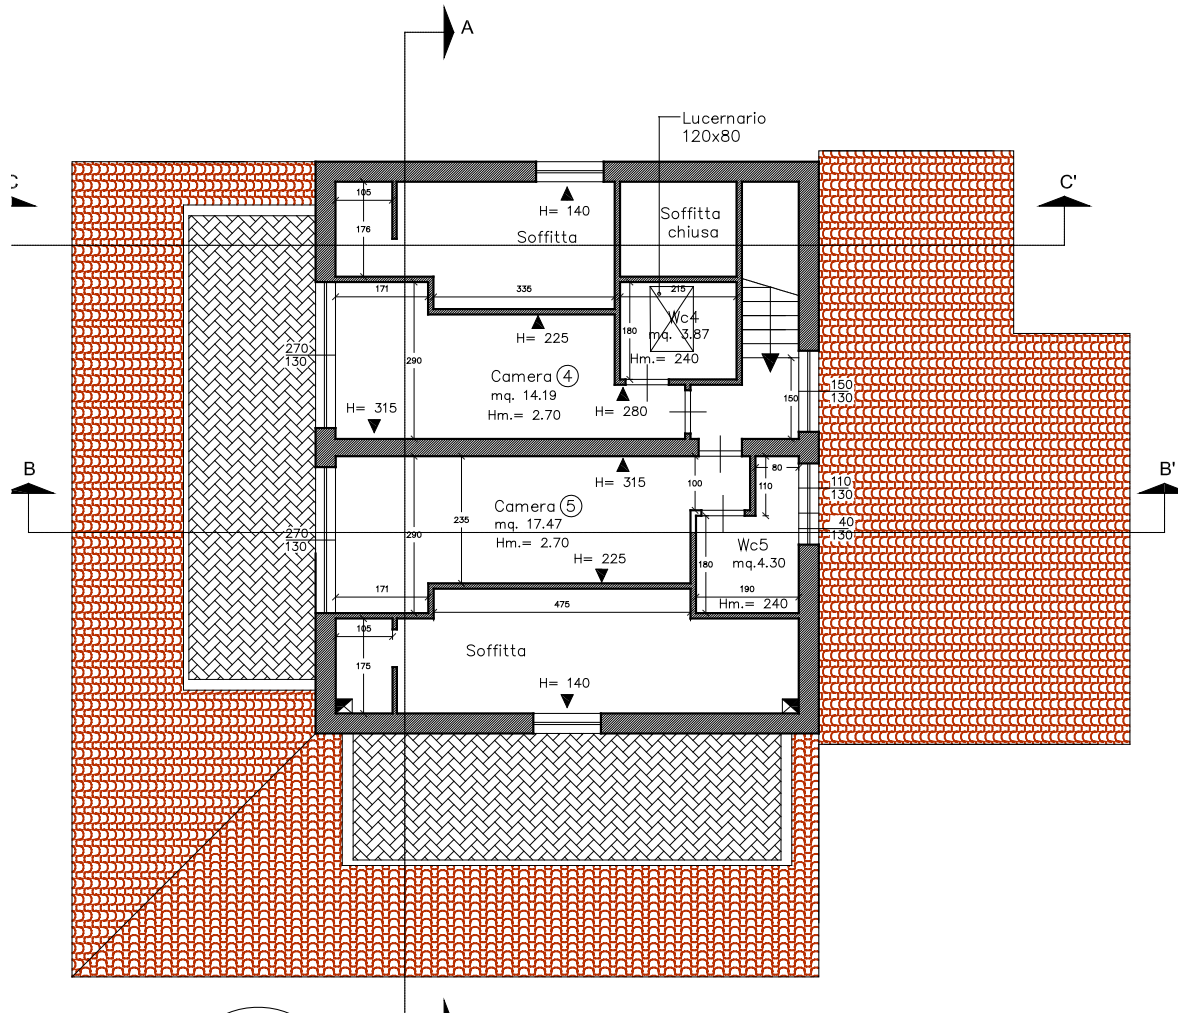 A
Lucernario
120x80
C
C'
105
H= 140
Soffitta
chiusa
176
Soffitta
171
335
215
Wc4
180
mq. 3.87
H= 225
270
130
290
Hm.= 240
Camera 4
mq. 14.19
150
130
H= 315
Hm.= 2.70
H= 280
150
B
B'
80
H= 315
100
110
110
130
Camera 5
235
mq. 17.47
40
130
270
130
290
Hm.= 2.70
Wc5
H= 225
180
mq.4.30
171
190
475
Hm.= 240
105
Soffitta
175
H= 140